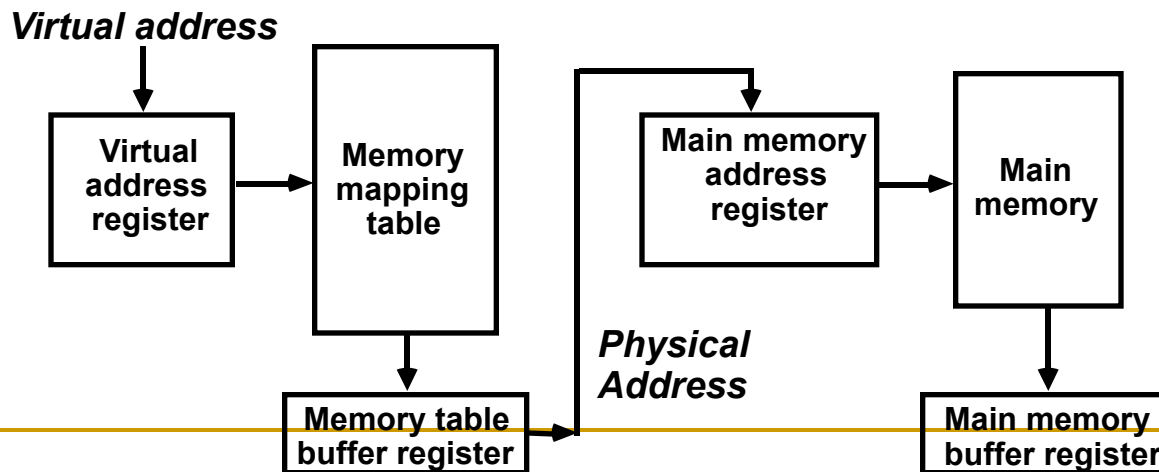 Virtual address
Virtual
address
register
Memory
mapping
table
Memory table
buffer register
Physical
Address
Main memory
address
register
Main
memory
Main memory
buffer register